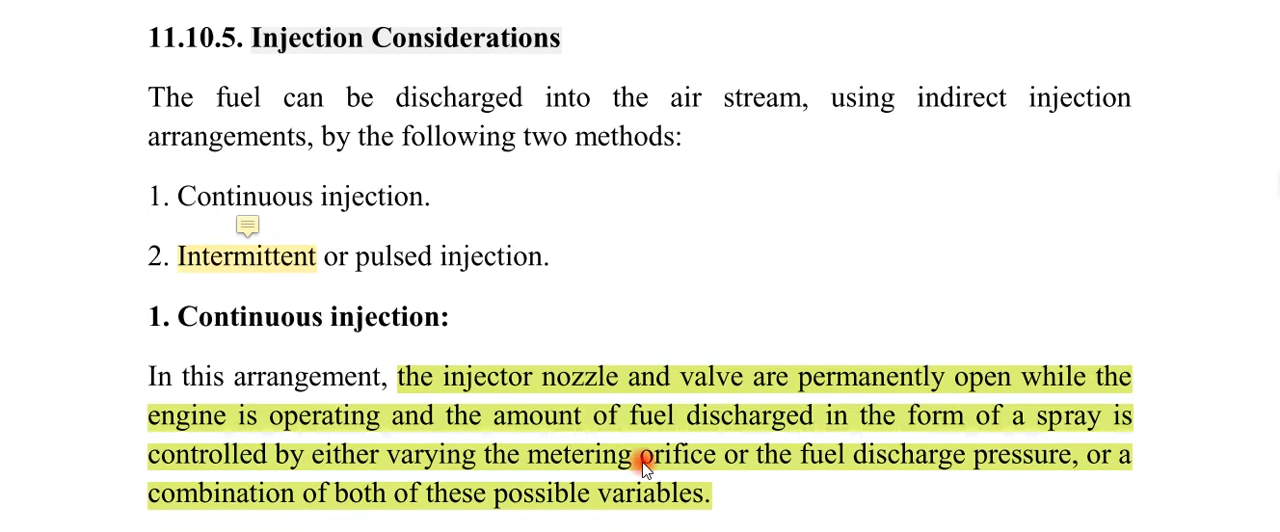 11.10.5. Injection Considerations
The fuel can be discharged into the air stream, using indirect injection
arrangements, by the following two methods:
1. Continuous injection.
2. Intermittent or pulsed injection.
1. Continuous injection:
In this arrangement, the injector nozzle and valve are permanently open while the
engine is operating and the amount of fuel discharged in the form of a spray is
controlled by either varying the metering orifice or the fuel discharge pressure, or a
combination of both of these possible variables.